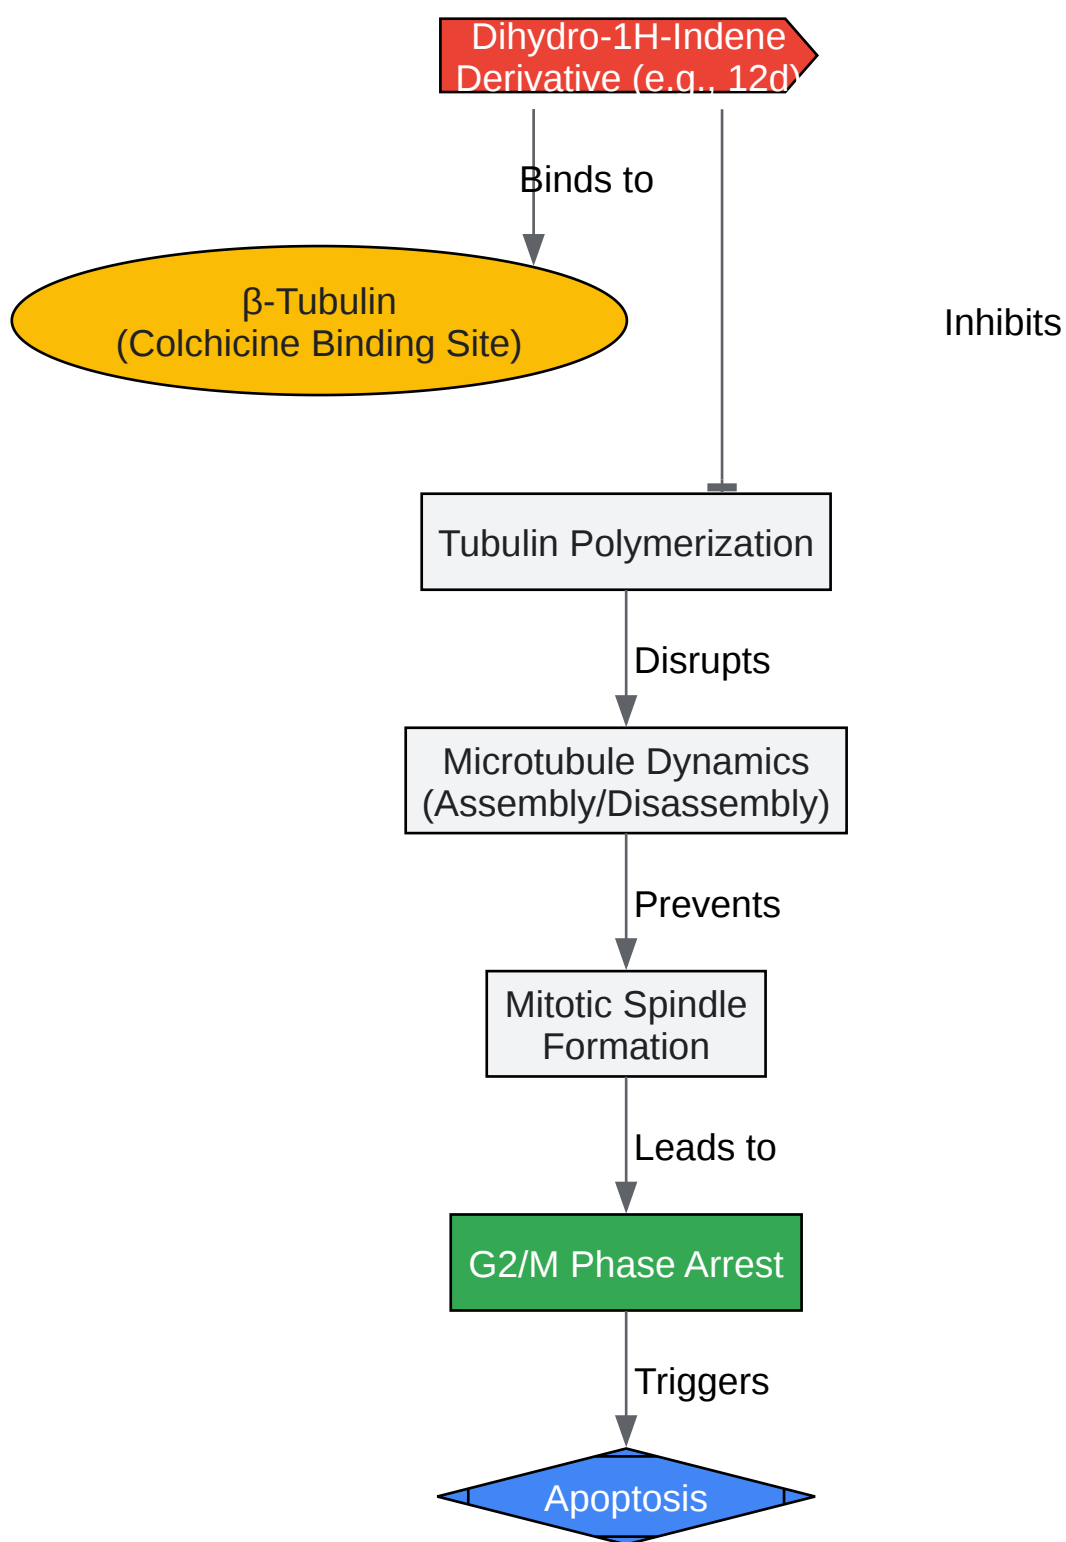 Dihydro-1H-Indene
Derivative (e.g., 12d)
Binds to
β-Tubulin
(Colchicine Binding Site)
Inhibits
Tubulin Polymerization
Disrupts
Microtubule Dynamics
(Assembly/Disassembly)
Prevents
Mitotic Spindle
Formation
Leads to
G2/M Phase Arrest
Triggers
Apoptosis